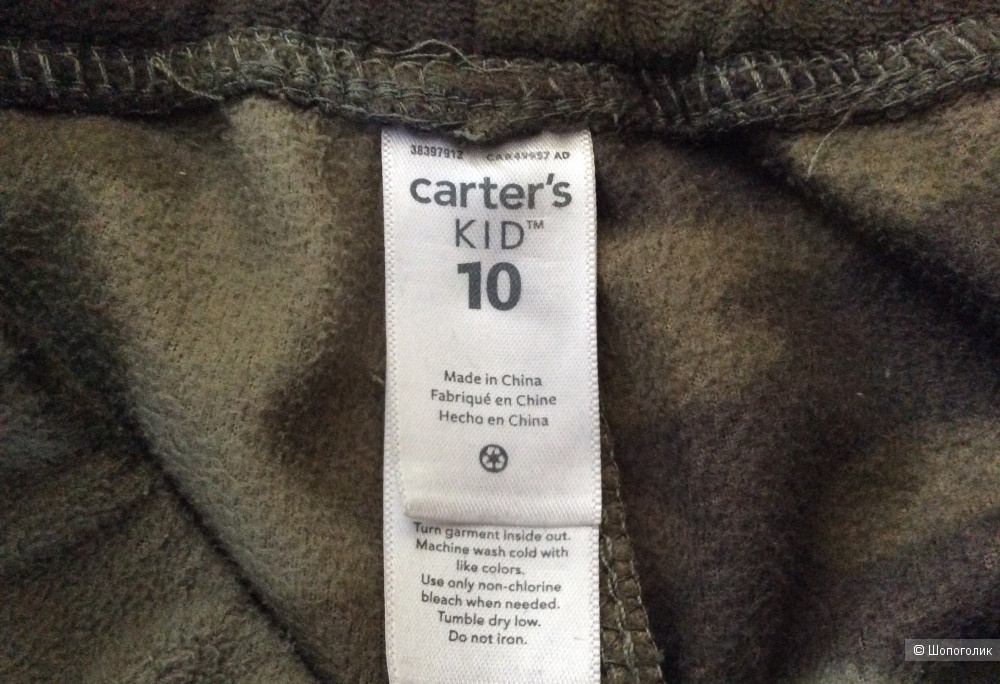 38397912 CAR49957 AD
carter's
KID™
10
Made in China
Fabriqué en Chine
Hecho en China
Turn garment inside out.
Machine wash cold with
like colors.
Use only non-chlorine
bleach when needed.
Tumble dry low.
Do not iron.
© Шопоголик